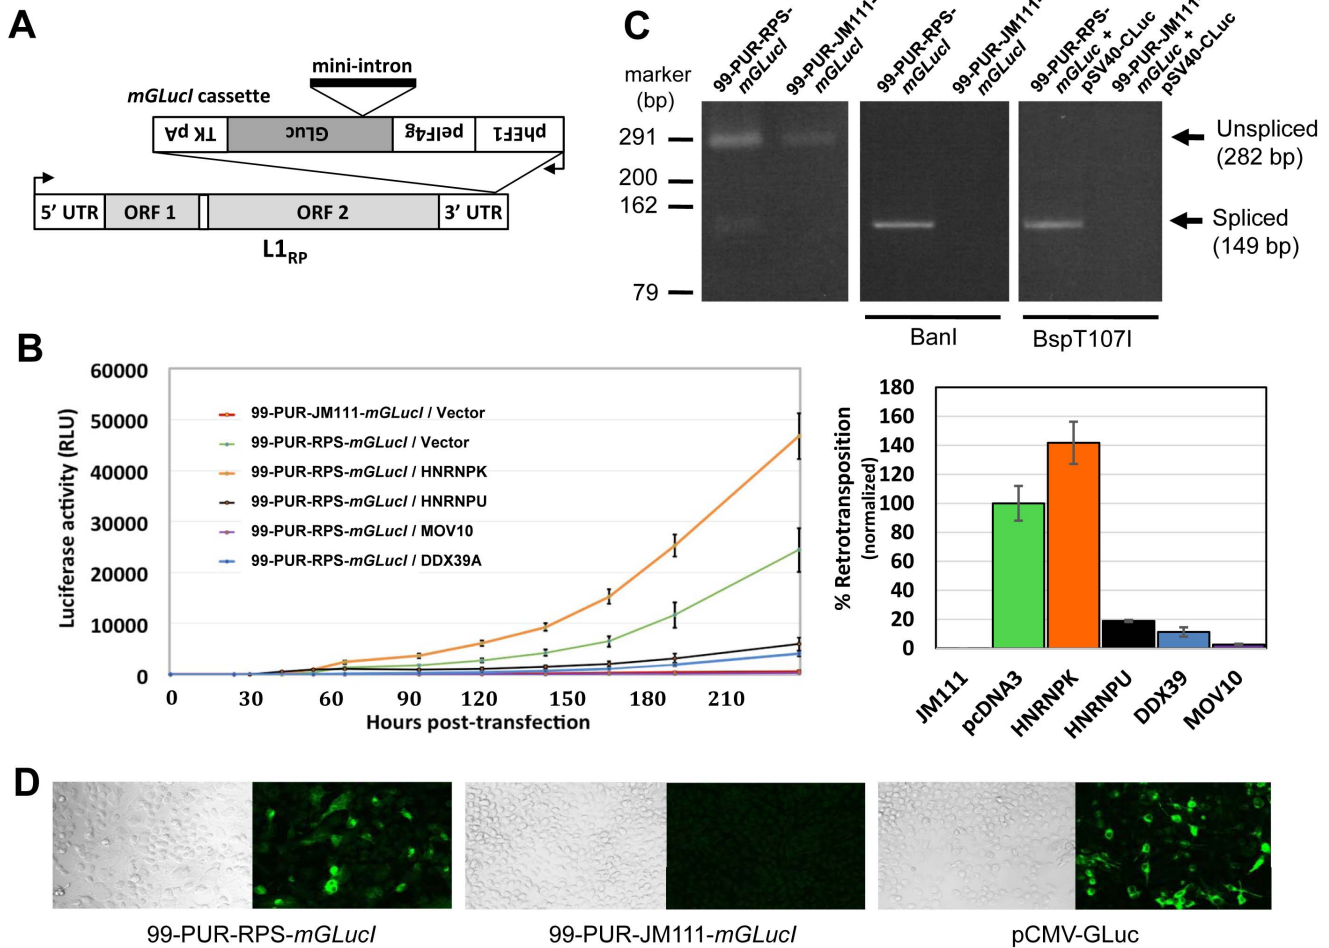 A
mini-intron
mGLucI cassette
TK pA
GLuc
peIF4g
phEF1
5' UTR
ORF 1
ORF 2
3' UTR
L1RP
C
marker
(bp)
99-PUR-RPS-
mGLucI
99-PUR-JM111-
mGLucI
99-PUR-RPS-
mGLucI
99-PUR-JM111-
mGLucI
99-PUR-RPS-
mGLuc +
pSV40-CLuc
99-PUR-JM111-
mGLuc +
pSV40-CLuc
291
200
162
79
Unspliced
(282 bp)
Spliced
(149 bp)
BanI
BspT107I
B
Luciferase activity (RLU)
60000
50000
40000
30000
20000
10000
0
99-PUR-JM111-mGLucI / Vector
99-PUR-RPS-mGLucI / Vector
99-PUR-RPS-mGLucI / HNRNPK
99-PUR-RPS-mGLucI / HNRNPU
99-PUR-RPS-mGLucI / MOV10
99-PUR-RPS-mGLucI / DDX39A
0 30 60 90 120 150 180 210
Hours post-transfection
% Retrotransposition
(normalized)
180
160
140
120
100
80
60
40
20
0
JM111
pcDNA3
HNRNPK
HNRNPU
DDX39
MOV10
D
99-PUR-RPS-mGLucI
99-PUR-JM111-mGLucI
pCMV-GLuc